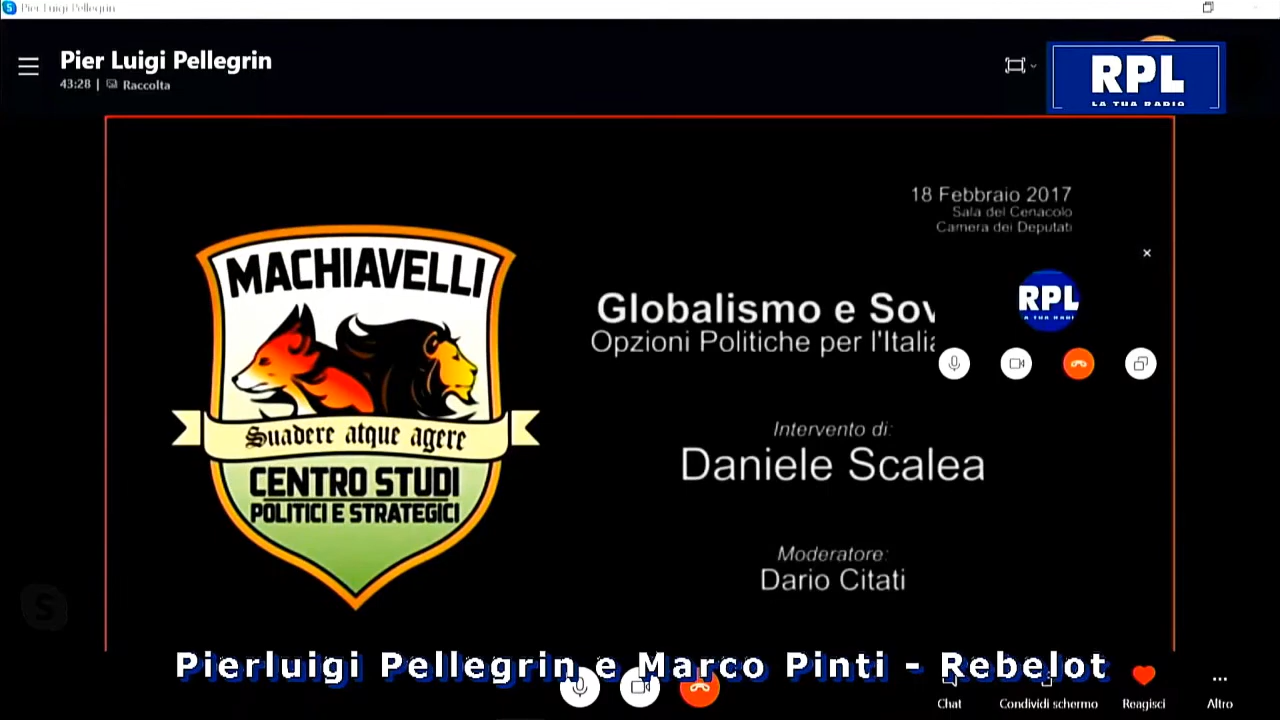 Pier Luigi Pellegrin
Pier Luigi Pellegrin
43:28 | Raccolta
RPL
LA TUA RADIO
18 Febbraio 2017
Sala del Cenacolo
Camera dei Deputati
MACHIAVELLI
Globalismo e Sov
Opzioni Politiche per l'Italia
RPL
Suadere atque agere
Intervento di:
Daniele Scalea
CENTRO STUDI
POLITICI E STRATEGICI
Moderatore:
Dario Citati
Pierluigi Pellegrin e Marco Pinti - Rebelot
Chat
Condividi schermo
Reagisci
Altro